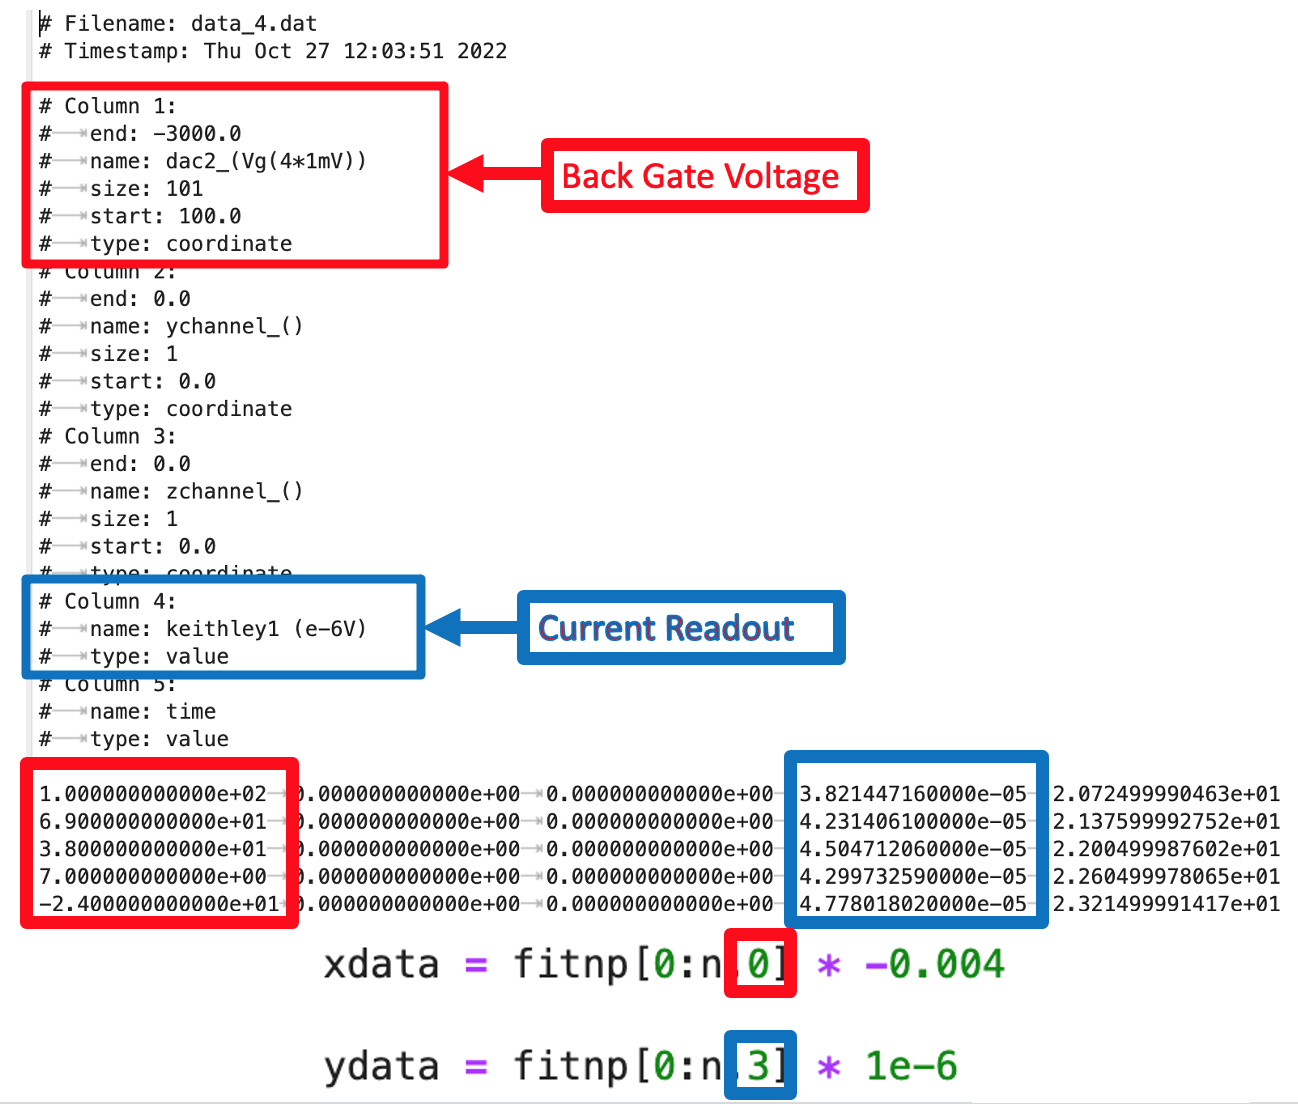 # Filename: data_4.dat
# Timestamp: Thu Oct 27 12:03:51 2022
# Column 1:
# end: -3000.0
# name: dac2_(Vg(4*1mV))
# size: 101
# start: 100.0
# type: coordinate
Back Gate Voltage
# Column 2:
# end: 0.0
# name: ychannel_()
# size: 1
# start: 0.0
# type: coordinate
# Column 3:
# end: 0.0
# name: zchannel_()
# size: 1
# start: 0.0
# type: coordinate
# Column 4:
# name: keithley1 (e-6V)
# type: value
Current Readout
# Column 5:
# name: time
# type: value
1.000000000000e+02 0.000000000000e+00 0.000000000000e+00 3.821447160000e-05 2.072499990463e+01
6.900000000000e+01 0.000000000000e+00 0.000000000000e+00 4.231406100000e-05 2.137599992752e+01
3.800000000000e+01 0.000000000000e+00 0.000000000000e+00 4.504712060000e-05 2.200499987602e+01
7.000000000000e+00 0.000000000000e+00 0.000000000000e+00 4.299732590000e-05 2.260499978065e+01
-2.400000000000e+01 0.000000000000e+00 0.000000000000e+00 4.778018020000e-05 2.321499991417e+01
xdata = fitnp[0:n,0] * -0.004
ydata = fitnp[0:n,3] * 1e-6